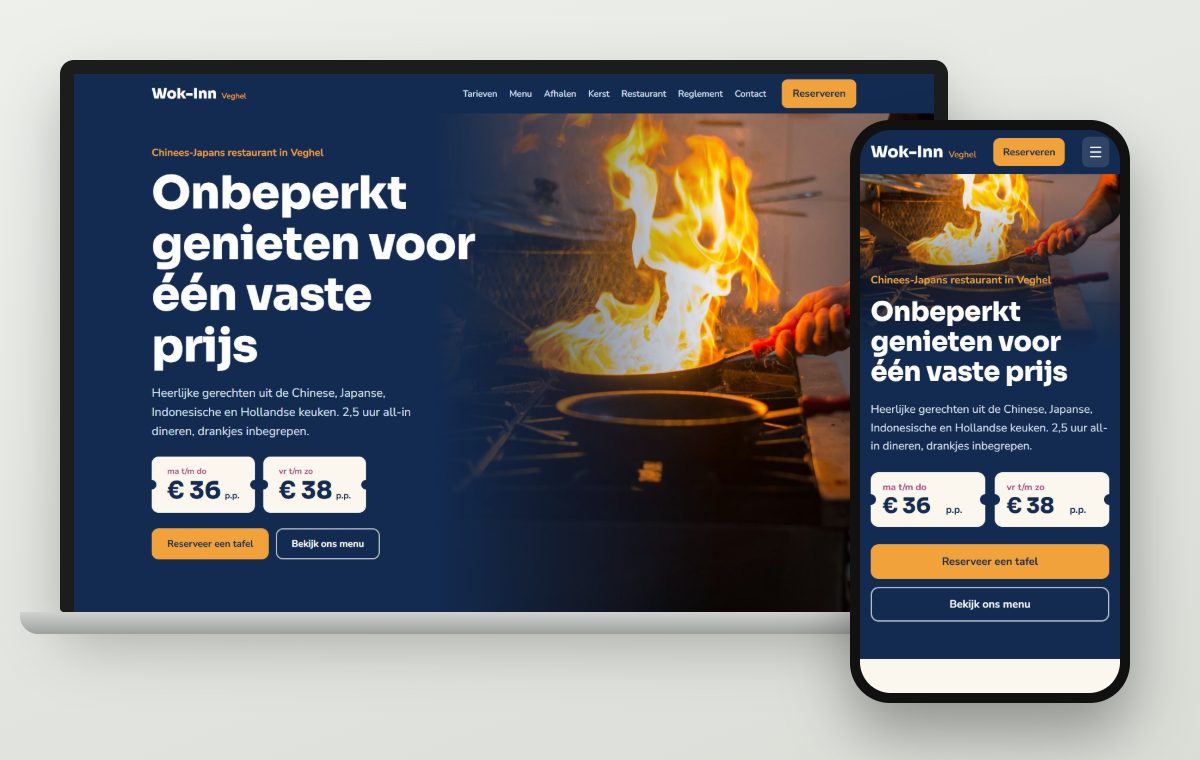 Wok-Inn Veghel
Tarieven Menu Afhalen Kerst Restaurant Reglement Contact Reserveren
Chinees-Japans restaurant in Veghel
Onbeperkt
genieten voor
één vaste
prijs
Heerlijke gerechten uit de Chinese, Japanse,
Indonesische en Hollandse keuken. 2,5 uur all-in
dineren, drankjes inbegrepen.
ma t/m do
€ 36 p.p.
vr t/m zo
€ 38 p.p.
Reserveer een tafel
Bekijk ons menu
Wok-Inn Veghel
Reserveren
Chinees-Japans restaurant in Veghel
Onbeperkt
genieten voor
één vaste prijs
Heerlijke gerechten uit de Chinese, Japanse,
Indonesische en Hollandse keuken. 2,5 uur all-
in dineren, drankjes inbegrepen.
ma t/m do
€ 36 p.p.
vr t/m zo
€ 38 p.p.
Reserveer een tafel
Bekijk ons menu